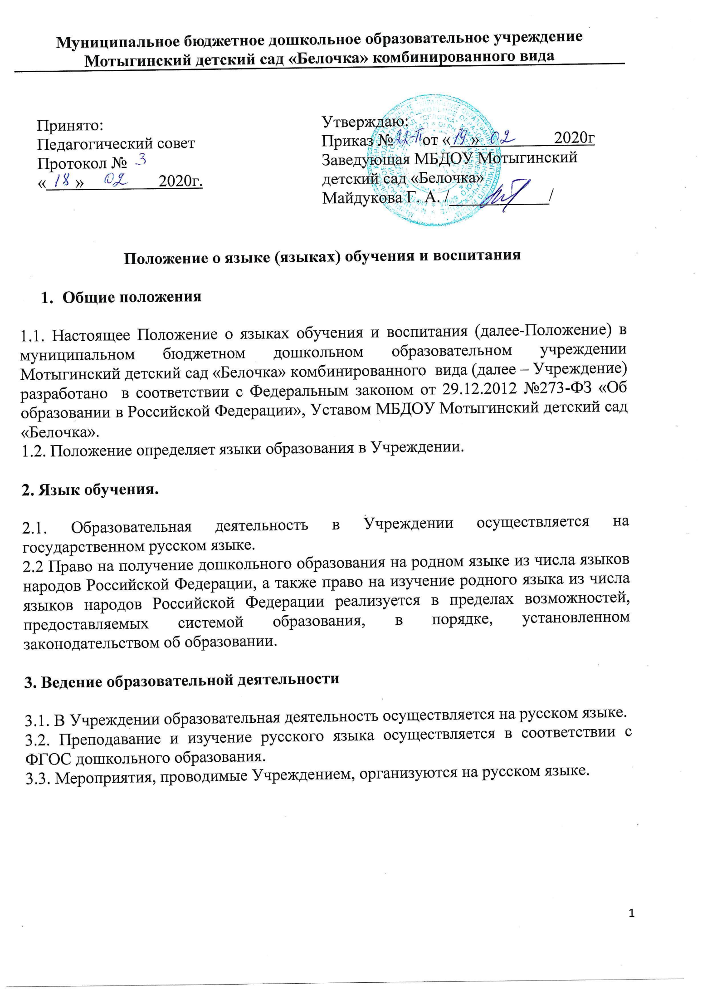 Муниципальное бюджетное дошкольное образовательное учреждение
Мотыгинский детский сад «Белочка» комбинированного вида
Принято:
Педагогический совет
Протокол № 3
«18» 02 2020г.
Утверждаю:
Приказ № 22-П от «19» 02 2020г
Заведующая МБДОУ Мотыгинский
детский сад «Белочка»
Майдукова Г. А. / /
Положение о языке (языках) обучения и воспитания
1. Общие положения
1.1. Настоящее Положение о языках обучения и воспитания (далее-Положение) в
муниципальном бюджетном дошкольном образовательном учреждении
Мотыгинский детский сад «Белочка» комбинированного вида (далее – Учреждение)
разработано в соответствии с Федеральным законом от 29.12.2012 №273-ФЗ «Об
образовании в Российской Федерации», Уставом МБДОУ Мотыгинский детский сад
«Белочка».
1.2. Положение определяет языки образования в Учреждении.
2. Язык обучения.
2.1. Образовательная деятельность в Учреждении осуществляется на
государственном русском языке.
2.2 Право на получение дошкольного образования на родном языке из числа языков
народов Российской Федерации, а также право на изучение родного языка из числа
языков народов Российской Федерации реализуется в пределах возможностей,
предоставляемых системой образования, в порядке, установленном
законодательством об образовании.
3. Ведение образовательной деятельности
3.1. В Учреждении образовательная деятельность осуществляется на русском языке.
3.2. Преподавание и изучение русского языка осуществляется в соответствии с
ФГОС дошкольного образования.
3.3. Мероприятия, проводимые Учреждением, организуются на русском языке.
1